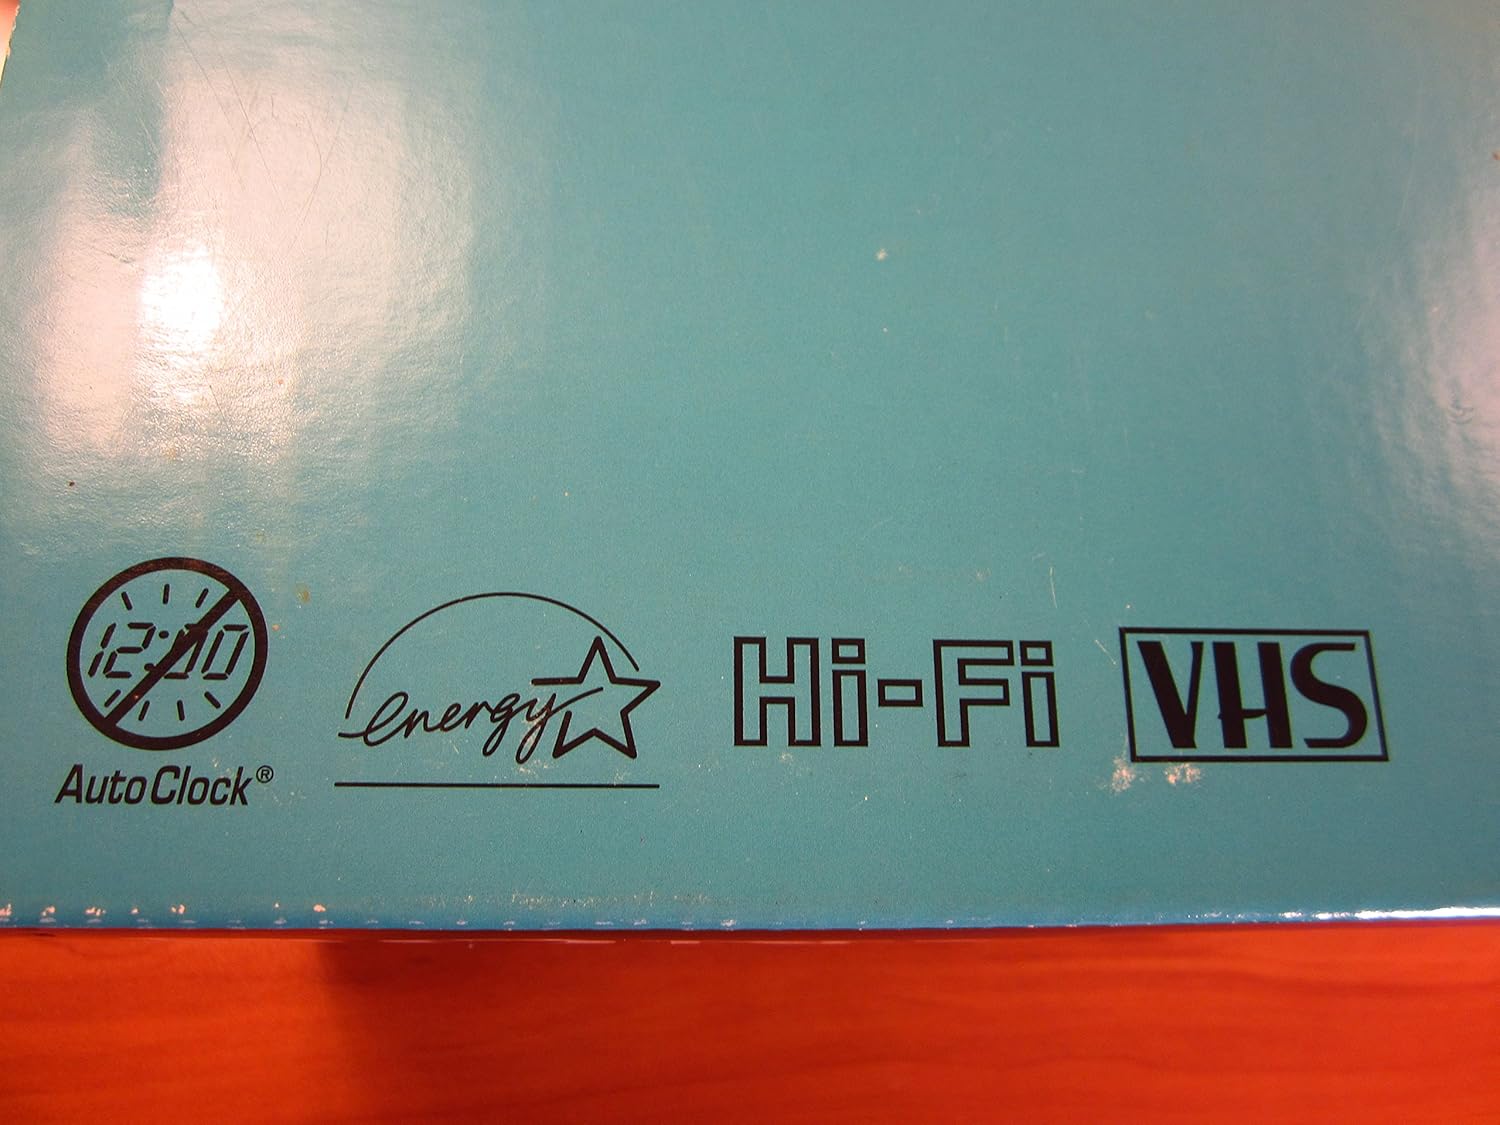 12:00
AutoClock®
energy
Hi-Fi
VHS